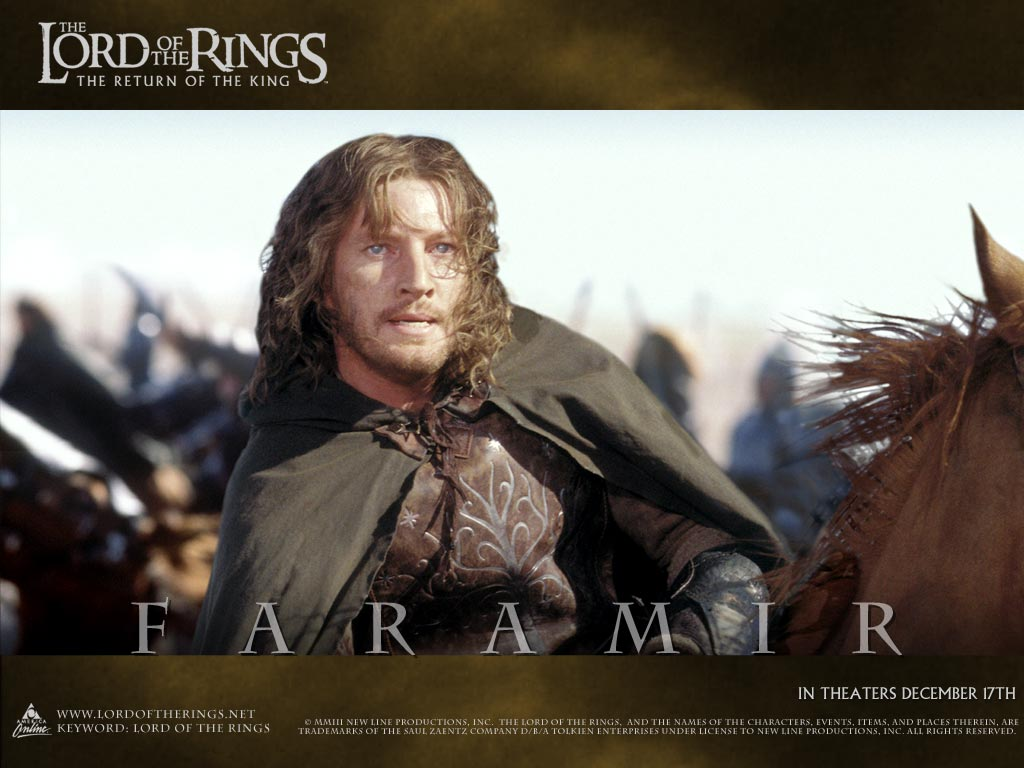 THE
LORD OF THE RINGS
THE RETURN OF THE KING
FARAMIR
IN THEATERS DECEMBER 17TH
AMERICA
Online
WWW.LORDOFTHERINGS.NET
KEYWORD: LORD OF THE RINGS
© MMIII NEW LINE PRODUCTIONS, INC. THE LORD OF THE RINGS, AND THE NAMES OF THE CHARACTERS, EVENTS, ITEMS, AND PLACES THEREIN, ARE
TRADEMARKS OF THE SAUL ZAENTZ COMPANY D/B/A TOLKIEN ENTERPRISES UNDER LICENSE TO NEW LINE PRODUCTIONS, INC. ALL RIGHTS RESERVED.